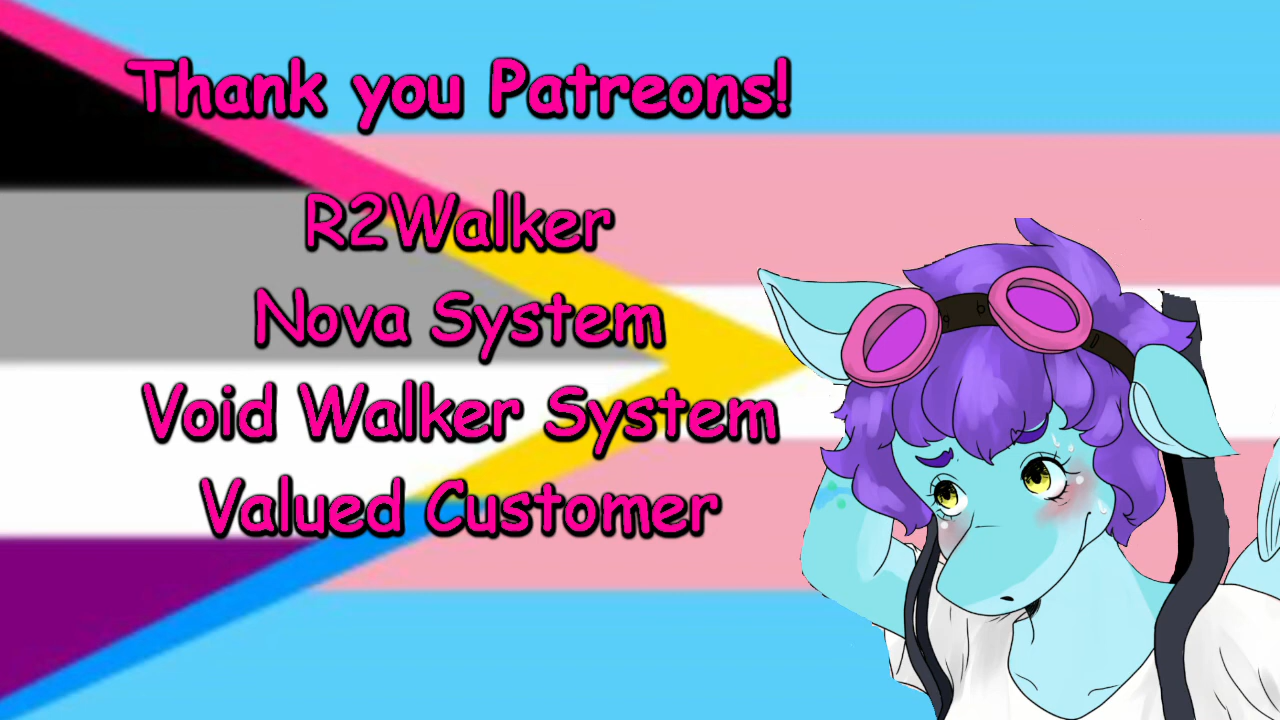 Thank you Patreons!
R2Walker
Nova System
Void Walker System
Valued Customer